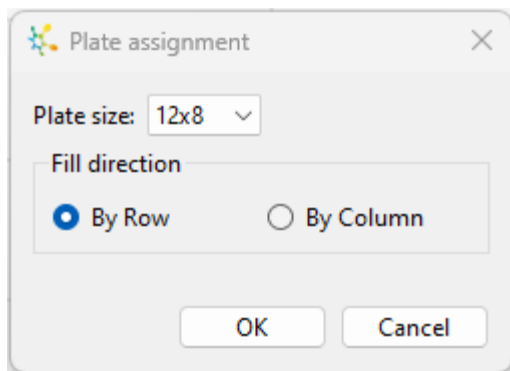 Plate assignment
Plate size: 12x8
Fill direction
By Row By Column
OK Cancel